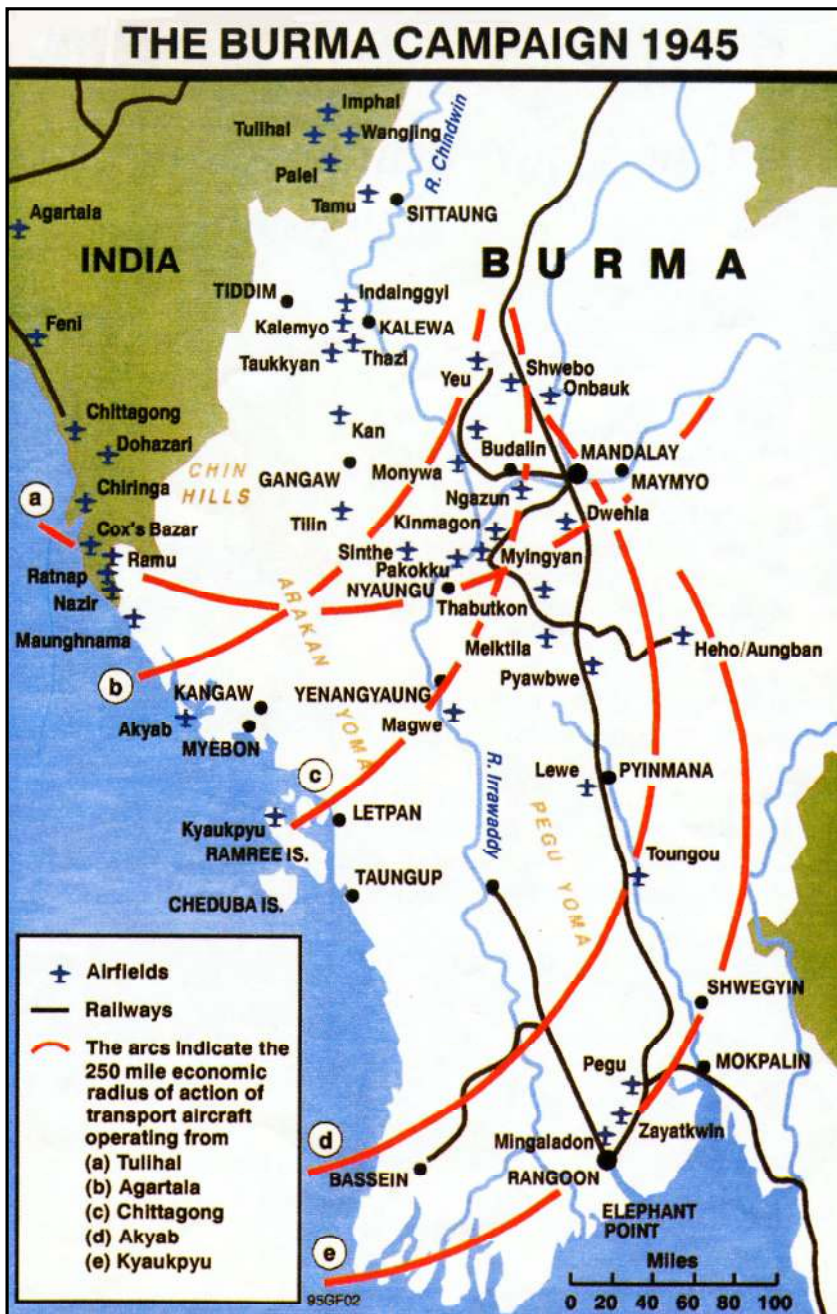 THE BURMA CAMPAIGN 1945
Imphal
Tulihal
Wangjing
Palel
R. Chindwin
Tamu
SITTAUNG
Agartala
INDIA
BURMA
TIDDIM
Indainggyi
Kalemyo
KALEWA
Feni
Thazi
Taukkyan
Yeu
Shwebo
Onbauk
Chittagong
Kan
Dohazari
Budalin
MANDALAY
CHIN
HILLS
GANGAW
Monywa
MAYMYO
Chiringa
a
Ngazun
Tilin
Kinmagon
Dwehla
Cox's Bazar
Ramu
Sinthe
Myingyan
Ratnap
Pakokku
Nazir
NYAUNGU
Thabutkon
ARAKAN
YOMA
Maunghnama
Meiktila
Heho/Aungban
b
Pyawbwe
KANGAW
YENANGYAUNG
Akyab
Magwe
MYEBON
c
R. Irrawaddy
Lewe
PYINMANA
Kyaukpyu
LETPAN
RAMREE IS.
PEGU YOMA
Toungou
TAUNGUP
CHEDUBA IS.
Airfields
Railways
The arcs indicate the
250 mile economic
radius of action of
transport aircraft
operating from
(a) Tulihal
(b) Agartala
(c) Chittagong
(d) Akyab
(e) Kyaukpyu
SHWEGYIN
Pegu
MOKPALIN
d
Zayatkwin
Mingaladon
BASSEIN
RANGOON
ELEPHANT
POINT
e
Miles
0 20 40 60 80 100
95GF02